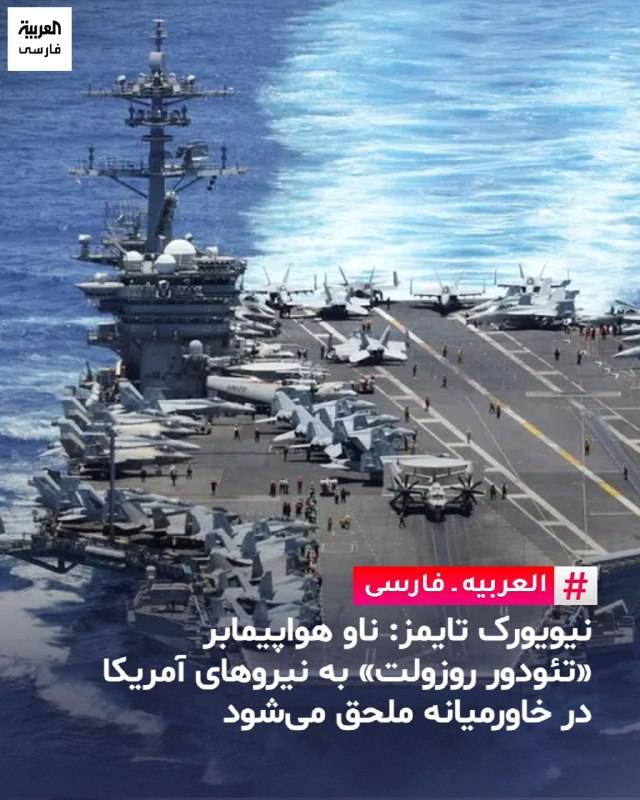 العربية
فارسی
# العربیه ـ فارسی
نیویورک تایمز: ناو هواپیمابر
«تئودور روزولت» به نیروهای آمریکا
در خاورمیانه ملحق می‌شود